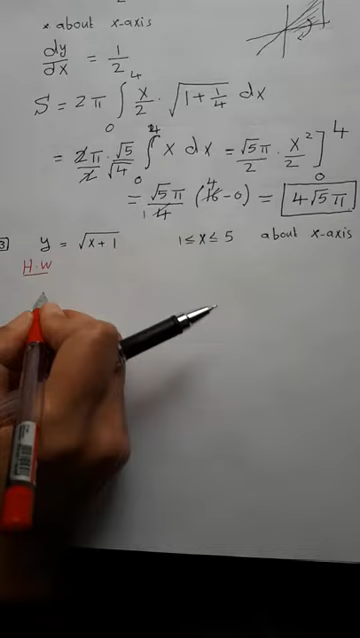 * about x-axis
dy/dx = 1/2
S = 2π ∫₀⁴ x/2 · √(1 + 1/4) dx
= 2π/2 · √5/√4 ∫₀⁴ x dx = √5π/2 · x²/2 ]₀⁴
= √5π/4 (16 - 0) = 4√5π
3 y = √(x + 1) 1 ≤ x ≤ 5 about x-axis
H.W